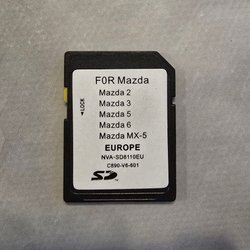 F0R Mazda
Mazda 2
Mazda 3
Mazda 5
Mazda 6
Mazda MX-5
EUROPE
NVA-SD8110EU
C890-V6-601
◀LOCK
SD